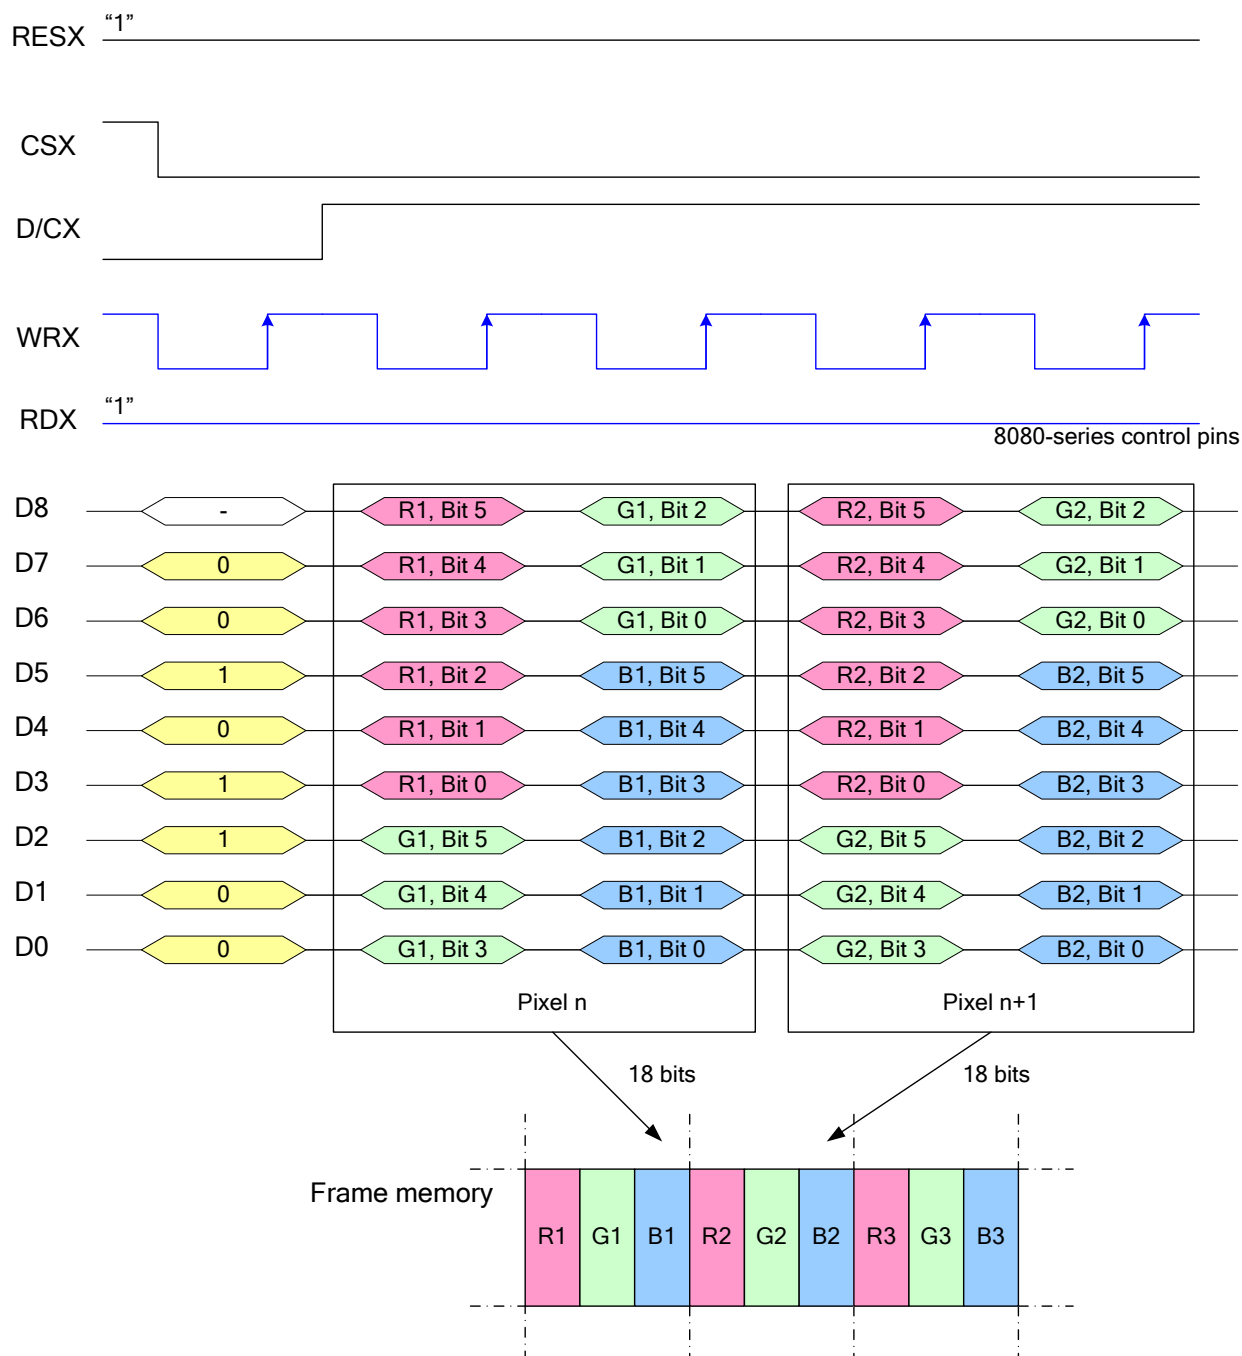 RESX “1”
CSX
D/CX
WRX
RDX “1”
8080-series control pins
D8 - R1, Bit 5 G1, Bit 2 R2, Bit 5 G2, Bit 2
D7 0 R1, Bit 4 G1, Bit 1 R2, Bit 4 G2, Bit 1
D6 0 R1, Bit 3 G1, Bit 0 R2, Bit 3 G2, Bit 0
D5 1 R1, Bit 2 B1, Bit 5 R2, Bit 2 B2, Bit 5
D4 0 R1, Bit 1 B1, Bit 4 R2, Bit 1 B2, Bit 4
D3 1 R1, Bit 0 B1, Bit 3 R2, Bit 0 B2, Bit 3
D2 1 G1, Bit 5 B1, Bit 2 G2, Bit 5 B2, Bit 2
D1 0 G1, Bit 4 B1, Bit 1 G2, Bit 4 B2, Bit 1
D0 0 G1, Bit 3 B1, Bit 0 G2, Bit 3 B2, Bit 0
Pixel n Pixel n+1
18 bits 18 bits
Frame memory
R1 G1 B1 R2 G2 B2 R3 G3 B3